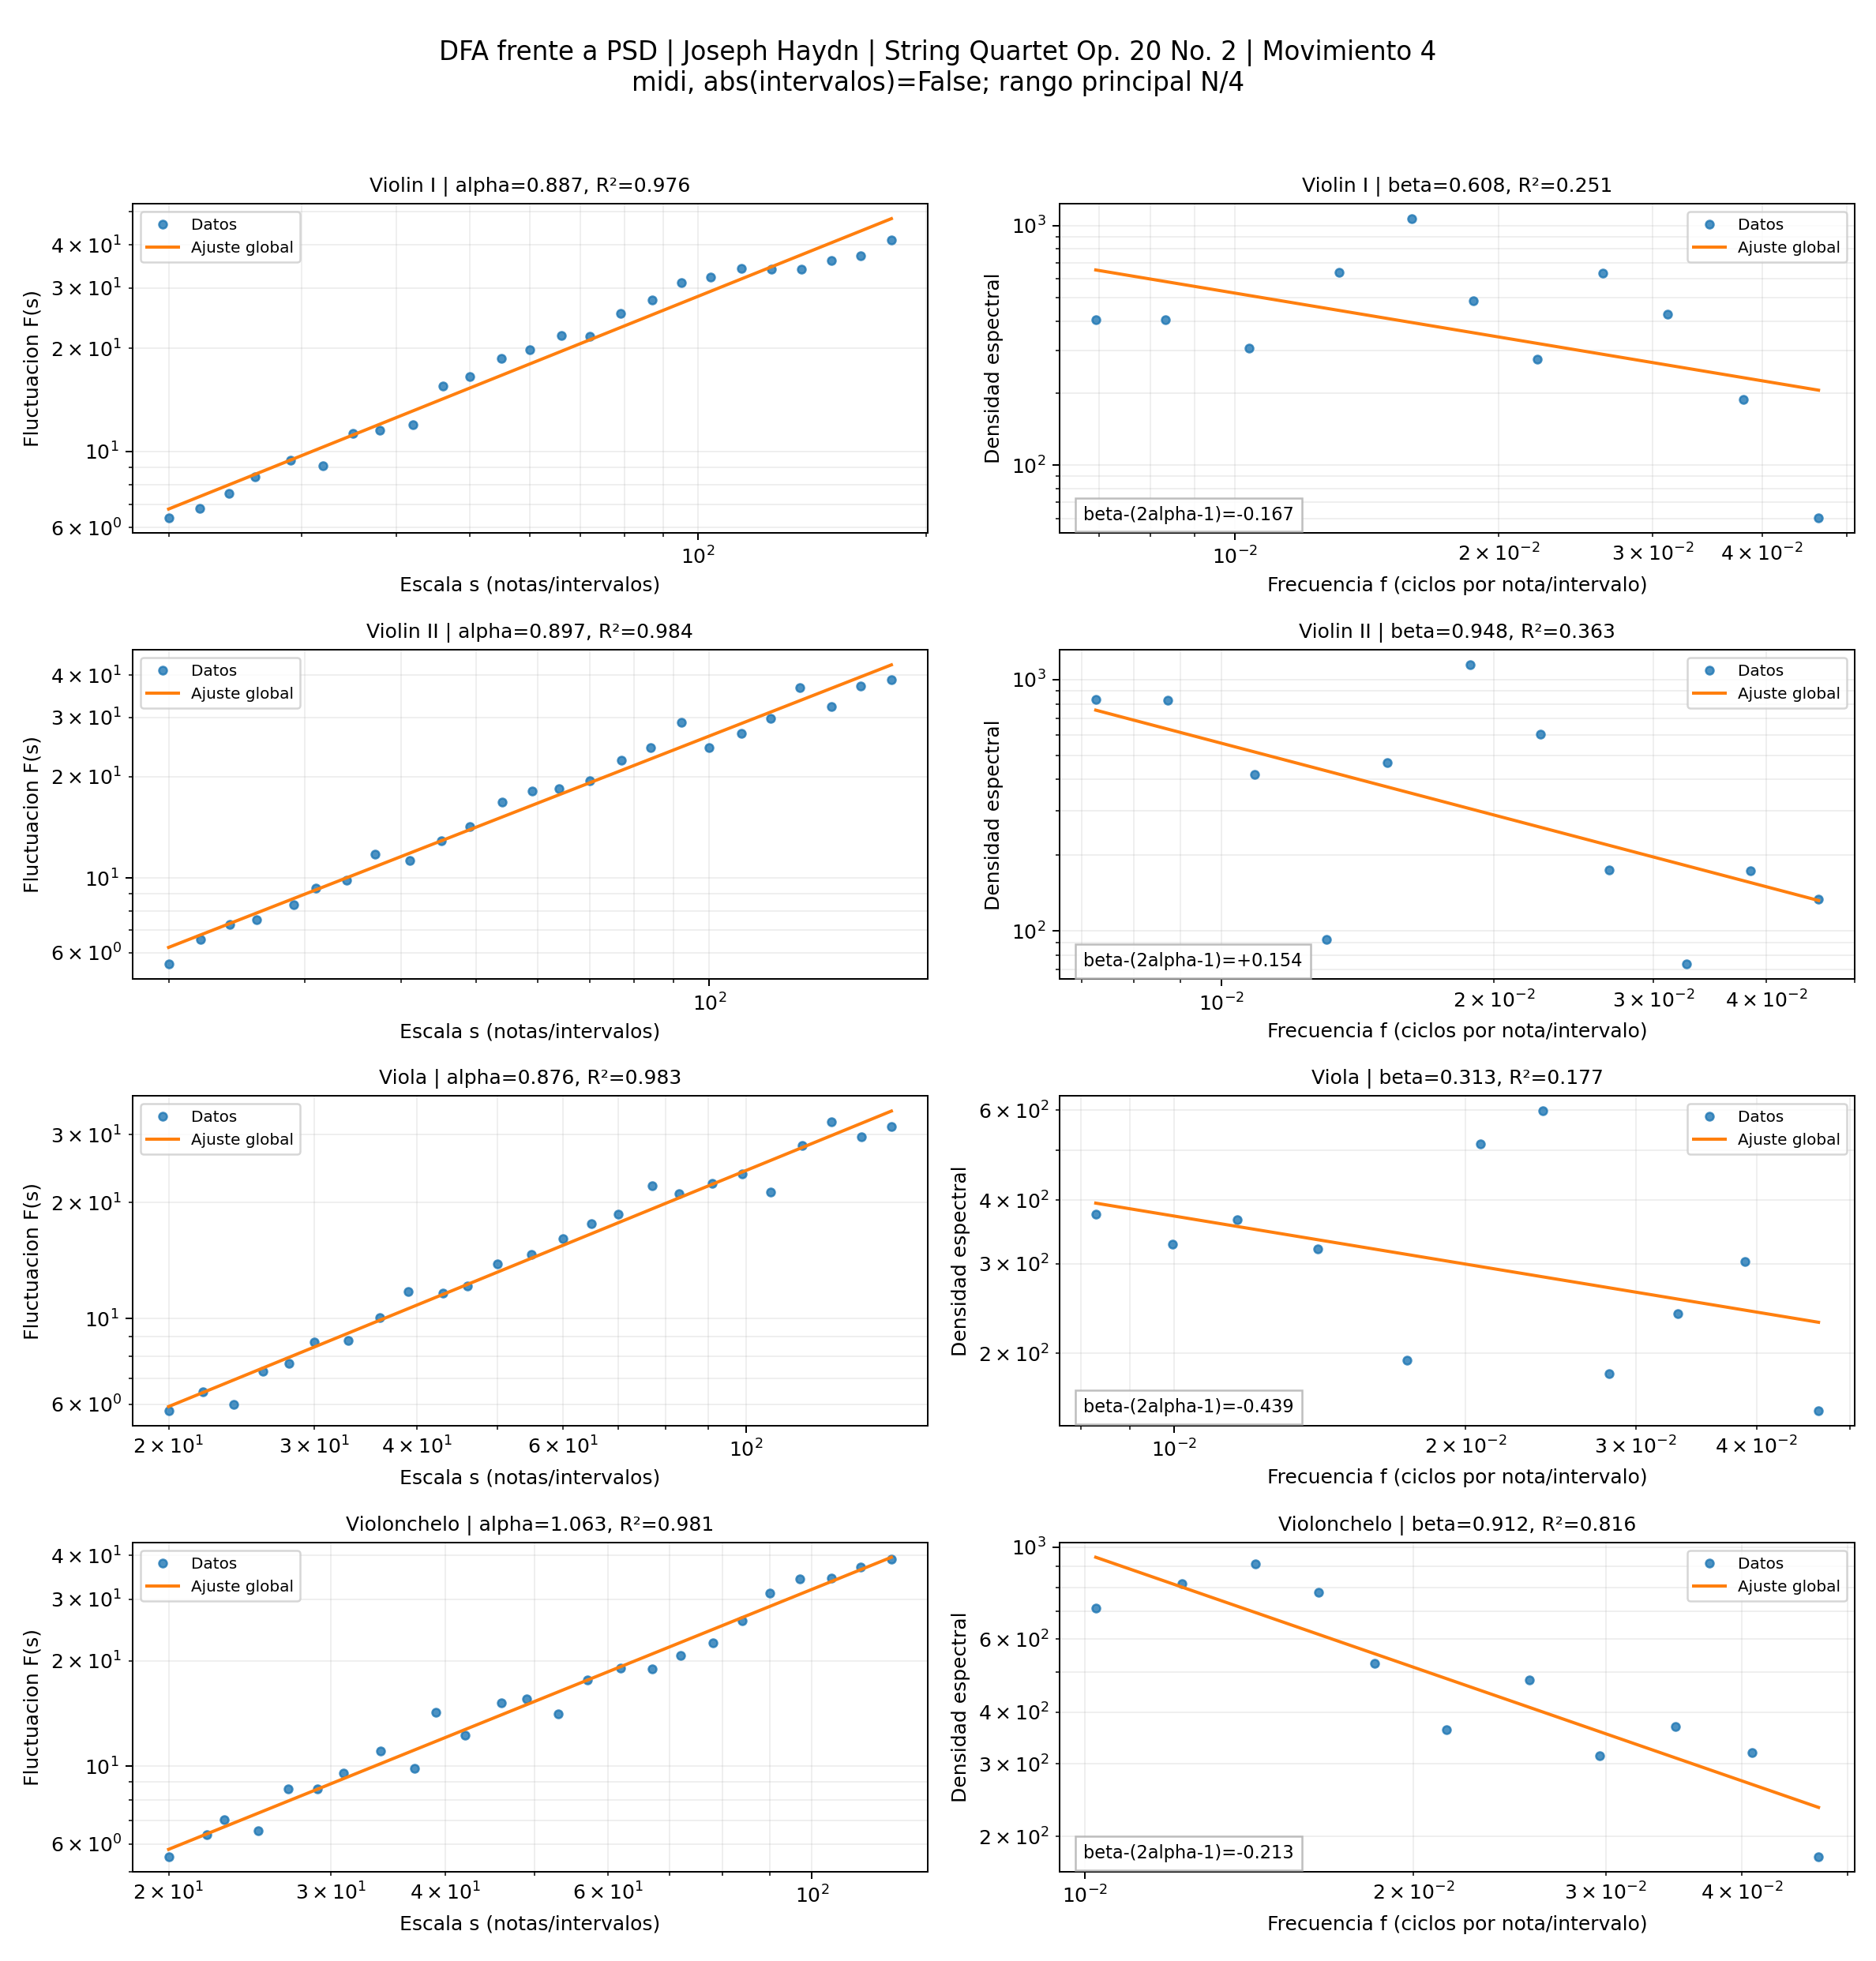 DFA frente a PSD | Joseph Haydn | String Quartet Op. 20 No. 2 | Movimiento 4
midi, abs(intervalos)=False; rango principal N/4
Violin I | alpha=0.887, R²=0.976
Datos
Ajuste global
4 × 10¹
3 × 10¹
2 × 10¹
10¹
6 × 10⁰
Fluctuacion F(s)
10²
Escala s (notas/intervalos)
Violin I | beta=0.608, R²=0.251
Datos
Ajuste global
10³
10²
Densidad espectral
beta-(2alpha-1)=-0.167
10⁻²
2 × 10⁻²
3 × 10⁻²
4 × 10⁻²
Frecuencia f (ciclos por nota/intervalo)
Violin II | alpha=0.897, R²=0.984
Datos
Ajuste global
4 × 10¹
3 × 10¹
2 × 10¹
10¹
6 × 10⁰
Fluctuacion F(s)
10²
Escala s (notas/intervalos)
Violin II | beta=0.948, R²=0.363
Datos
Ajuste global
10³
10²
Densidad espectral
beta-(2alpha-1)=+0.154
10⁻²
2 × 10⁻²
3 × 10⁻²
4 × 10⁻²
Frecuencia f (ciclos por nota/intervalo)
Viola | alpha=0.876, R²=0.983
Datos
Ajuste global
3 × 10¹
2 × 10¹
10¹
6 × 10⁰
Fluctuacion F(s)
2 × 10¹
3 × 10¹
4 × 10¹
6 × 10¹
10²
Escala s (notas/intervalos)
Viola | beta=0.313, R²=0.177
Datos
Ajuste global
6 × 10²
4 × 10²
3 × 10²
2 × 10²
Densidad espectral
beta-(2alpha-1)=-0.439
10⁻²
2 × 10⁻²
3 × 10⁻²
4 × 10⁻²
Frecuencia f (ciclos por nota/intervalo)
Violonchelo | alpha=1.063, R²=0.981
Datos
Ajuste global
4 × 10¹
3 × 10¹
2 × 10¹
10¹
6 × 10⁰
Fluctuacion F(s)
2 × 10¹
3 × 10¹
4 × 10¹
6 × 10¹
10²
Escala s (notas/intervalos)
Violonchelo | beta=0.912, R²=0.816
Datos
Ajuste global
10³
6 × 10²
4 × 10²
3 × 10²
2 × 10²
Densidad espectral
beta-(2alpha-1)=-0.213
10⁻²
2 × 10⁻²
3 × 10⁻²
4 × 10⁻²
Frecuencia f (ciclos por nota/intervalo)